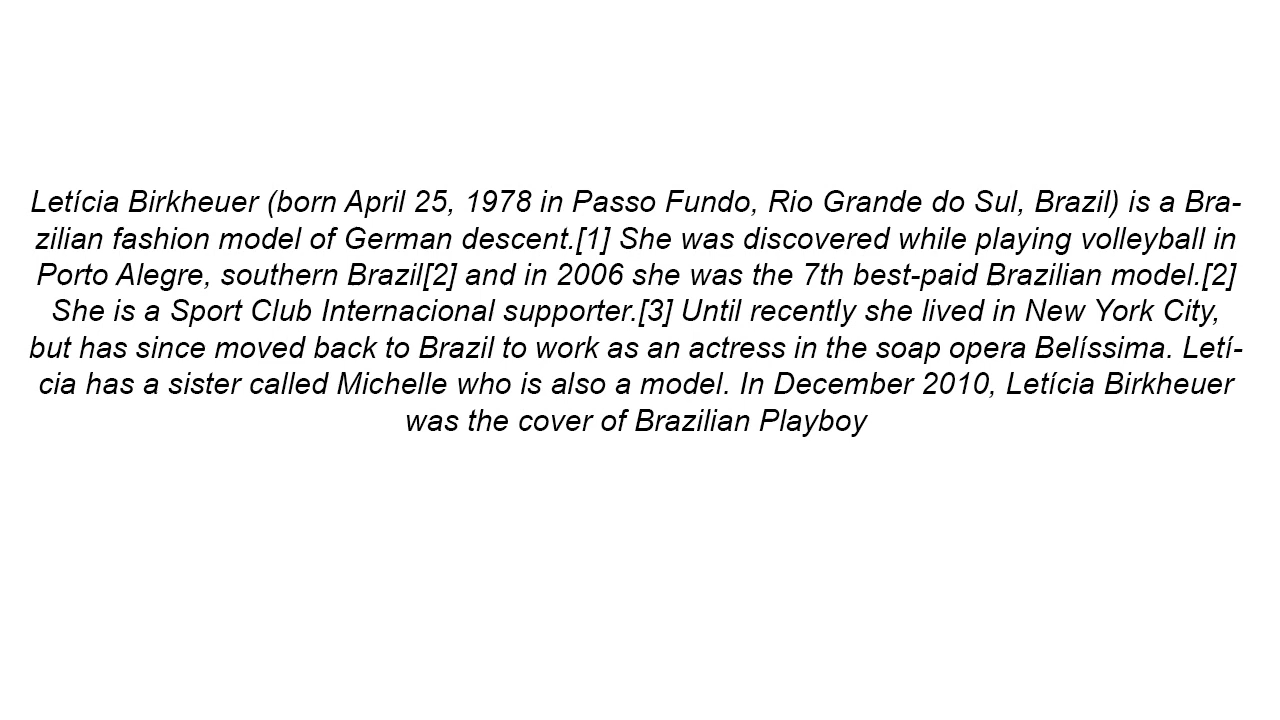 Letícia Birkheuer (born April 25, 1978 in Passo Fundo, Rio Grande do Sul, Brazil) is a Bra-
zilian fashion model of German descent.[1] She was discovered while playing volleyball in
Porto Alegre, southern Brazil[2] and in 2006 she was the 7th best-paid Brazilian model.[2]
She is a Sport Club Internacional supporter.[3] Until recently she lived in New York City,
but has since moved back to Brazil to work as an actress in the soap opera Belíssima. Letí-
cia has a sister called Michelle who is also a model. In December 2010, Letícia Birkheuer
was the cover of Brazilian Playboy